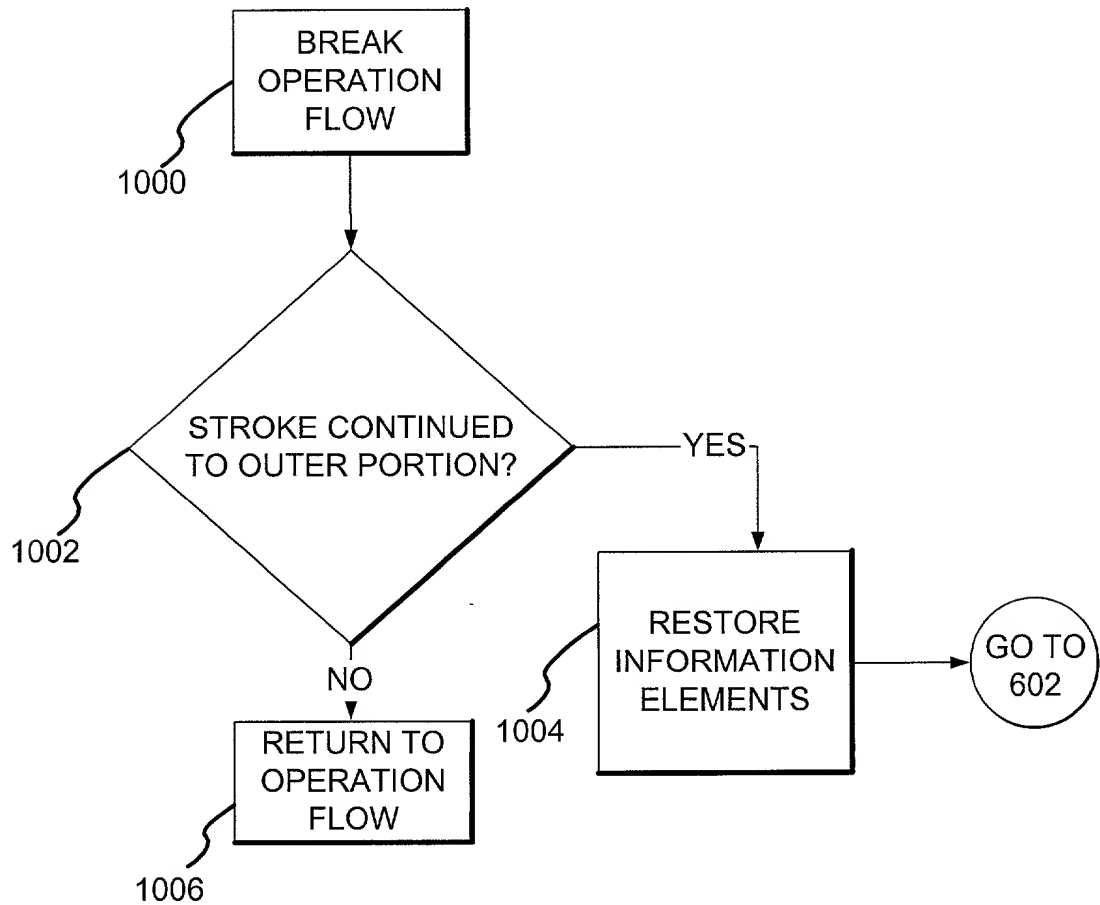 BREAK
OPERATION
FLOW
1000
STROKE CONTINUED
TO OUTER PORTION?
YES
1002
RESTORE
INFORMATION
ELEMENTS
GO TO
602
NO
1004
RETURN TO
OPERATION
FLOW
1006